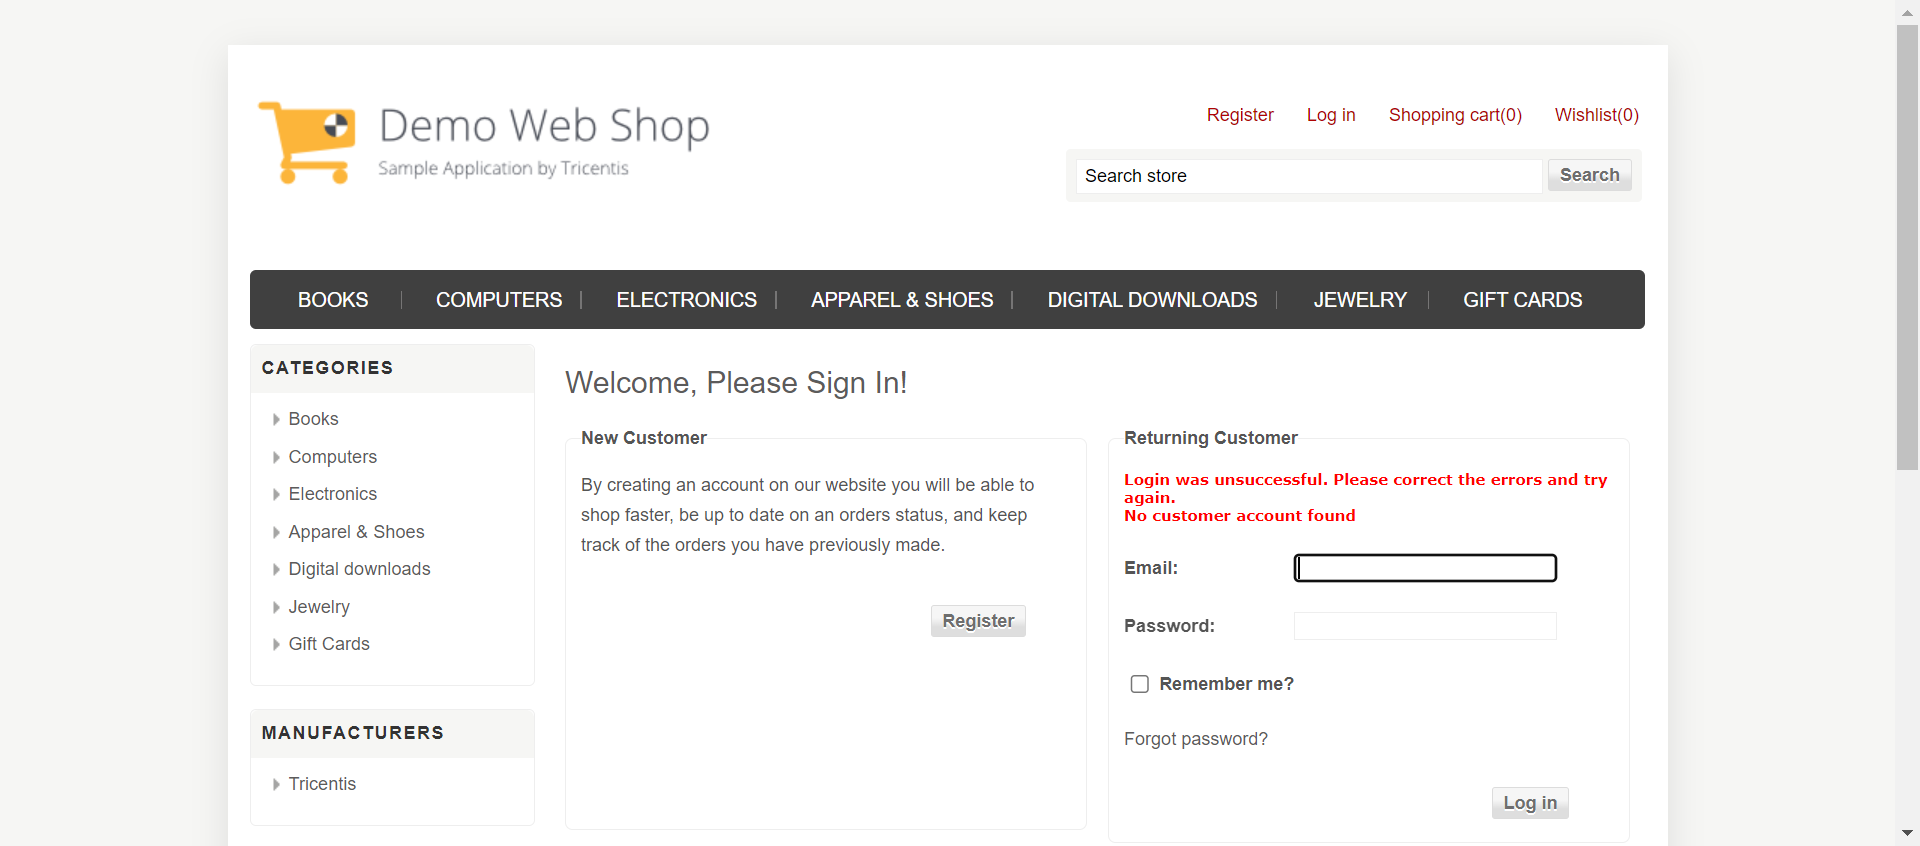 Demo Web Shop
Sample Application by Tricentis
Register Log in Shopping cart(0) Wishlist(0)
Search store Search
BOOKS COMPUTERS ELECTRONICS APPAREL & SHOES DIGITAL DOWNLOADS JEWELRY GIFT CARDS
CATEGORIES
Books
Computers
Electronics
Apparel & Shoes
Digital downloads
Jewelry
Gift Cards
MANUFACTURERS
Tricentis
Welcome, Please Sign In!
New Customer
By creating an account on our website you will be able to
shop faster, be up to date on an orders status, and keep
track of the orders you have previously made.
Register
Returning Customer
Login was unsuccessful. Please correct the errors and try
again.
No customer account found
Email:
Password:
Remember me?
Forgot password?
Log in